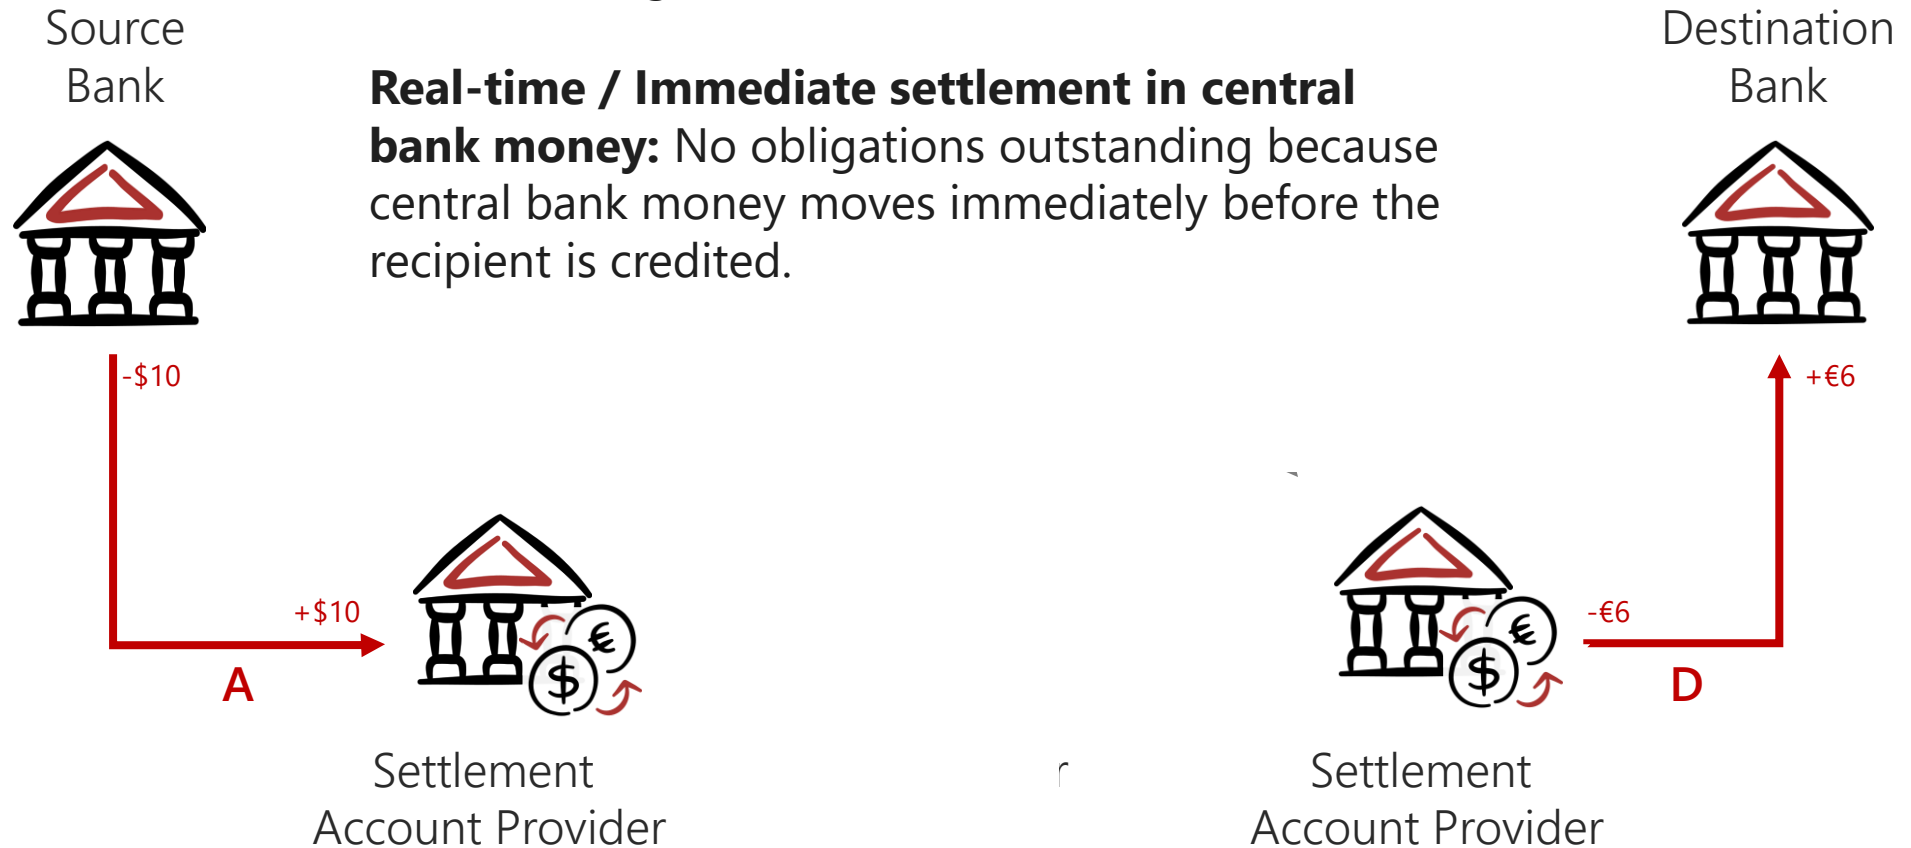 Source
Bank
Destination
Bank
Real-time / Immediate settlement in central
bank money: No obligations outstanding because
central bank money moves immediately before the
recipient is credited.
-$10
+€6
+$10
-€6
€
$
€
$
A
D
Settlement
Account Provider
r
Settlement
Account Provider